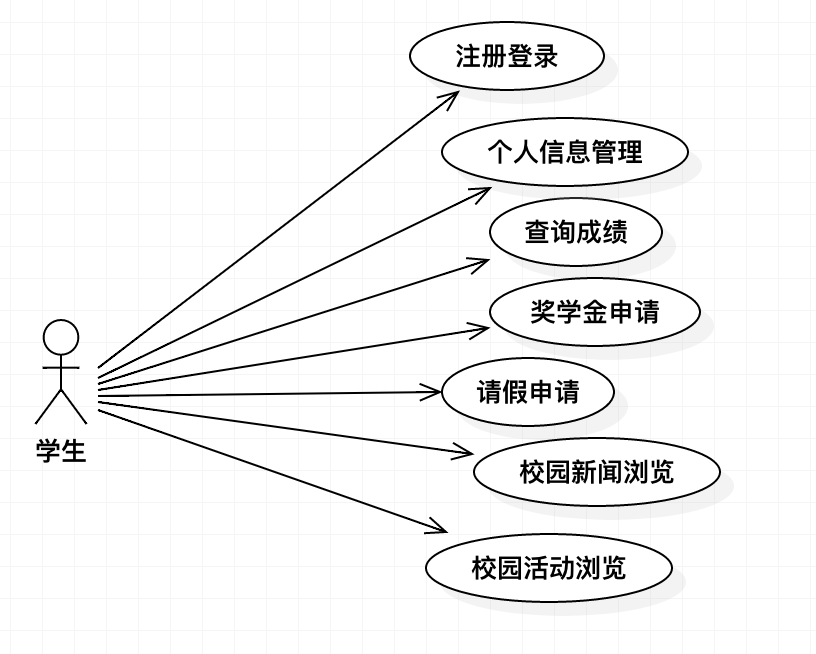 注册登录
个人信息管理
查询成绩
奖学金申请
请假申请
学生
校园新闻浏览
校园活动浏览